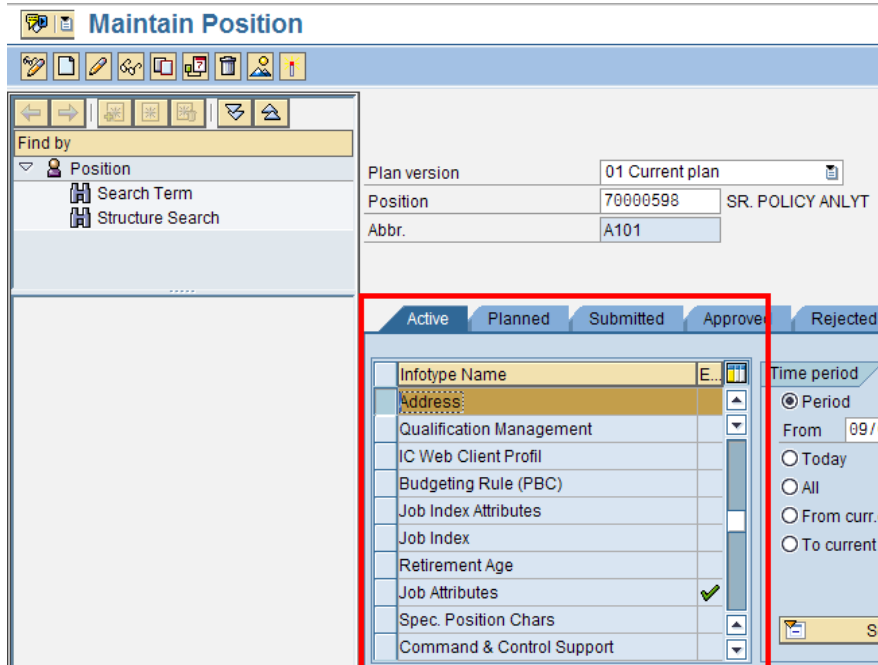 Maintain Position
Find by
Position
Search Term
Structure Search
Plan version 01 Current plan
Position 70000598 SR. POLICY ANLYT
Abbr. A101
Active Planned Submitted Approved Rejected
Infotype Name E..
Address
Qualification Management
IC Web Client Profil
Budgeting Rule (PBC)
Job Index Attributes
Job Index
Retirement Age
Job Attributes
Spec. Position Chars
Command & Control Support
Time period
Period
From 09/
Today
All
From curr.
To current
S